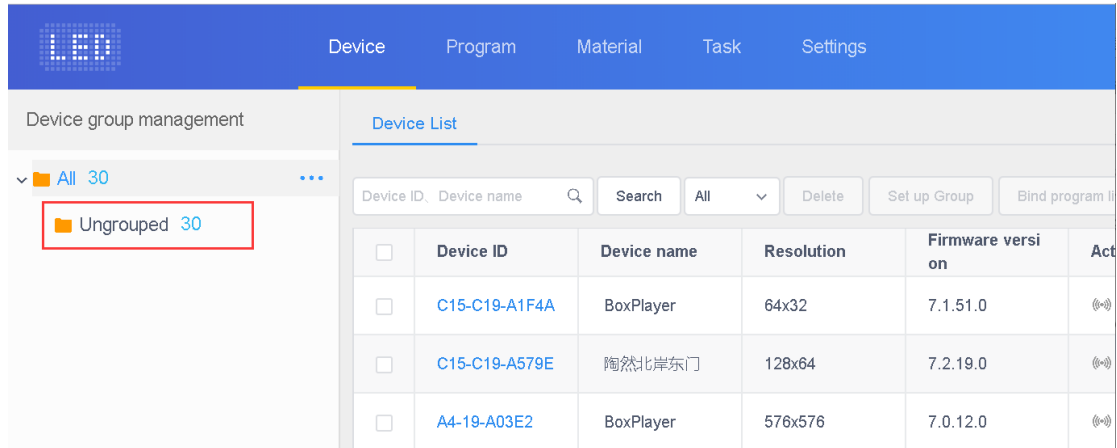 LED
Device Program Material Task Settings
Device group management
Device List
All 30
Ungrouped 30
Device ID、Device name Search All Delete Set up Group Bind program li
Device ID Device name Resolution Firmware versi
on Act
C15-C19-A1F4A BoxPlayer 64x32 7.1.51.0
C15-C19-A579E 陶然北岸东门 128x64 7.2.19.0
A4-19-A03E2 BoxPlayer 576x576 7.0.12.0